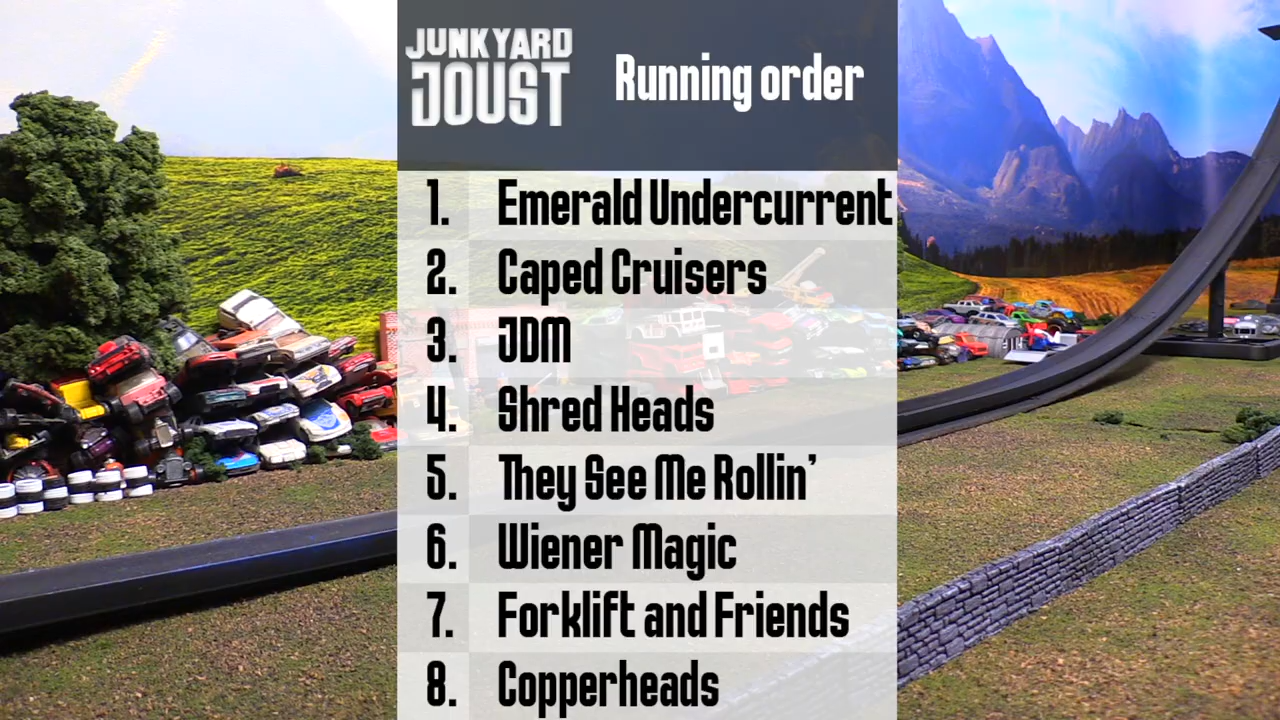 JUNKYARD
JOUST
Running order
1. Emerald Undercurrent
2. Caped Cruisers
3. JDM
4. Shred Heads
5. They See Me Rollin’
6. Wiener Magic
7. Forklift and Friends
8. Copperheads